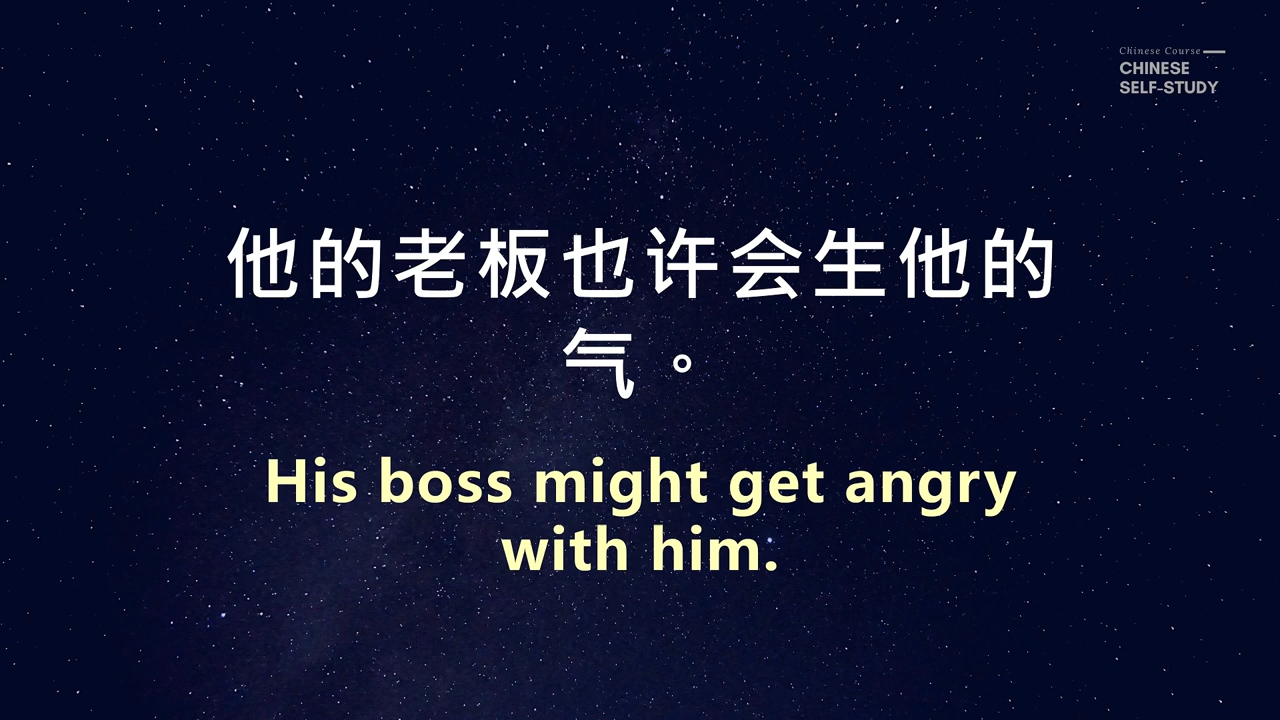 Chinese Course
CHINESE
SELF-STUDY
他的老板也许会生他的
气。
His boss might get angry
with him.